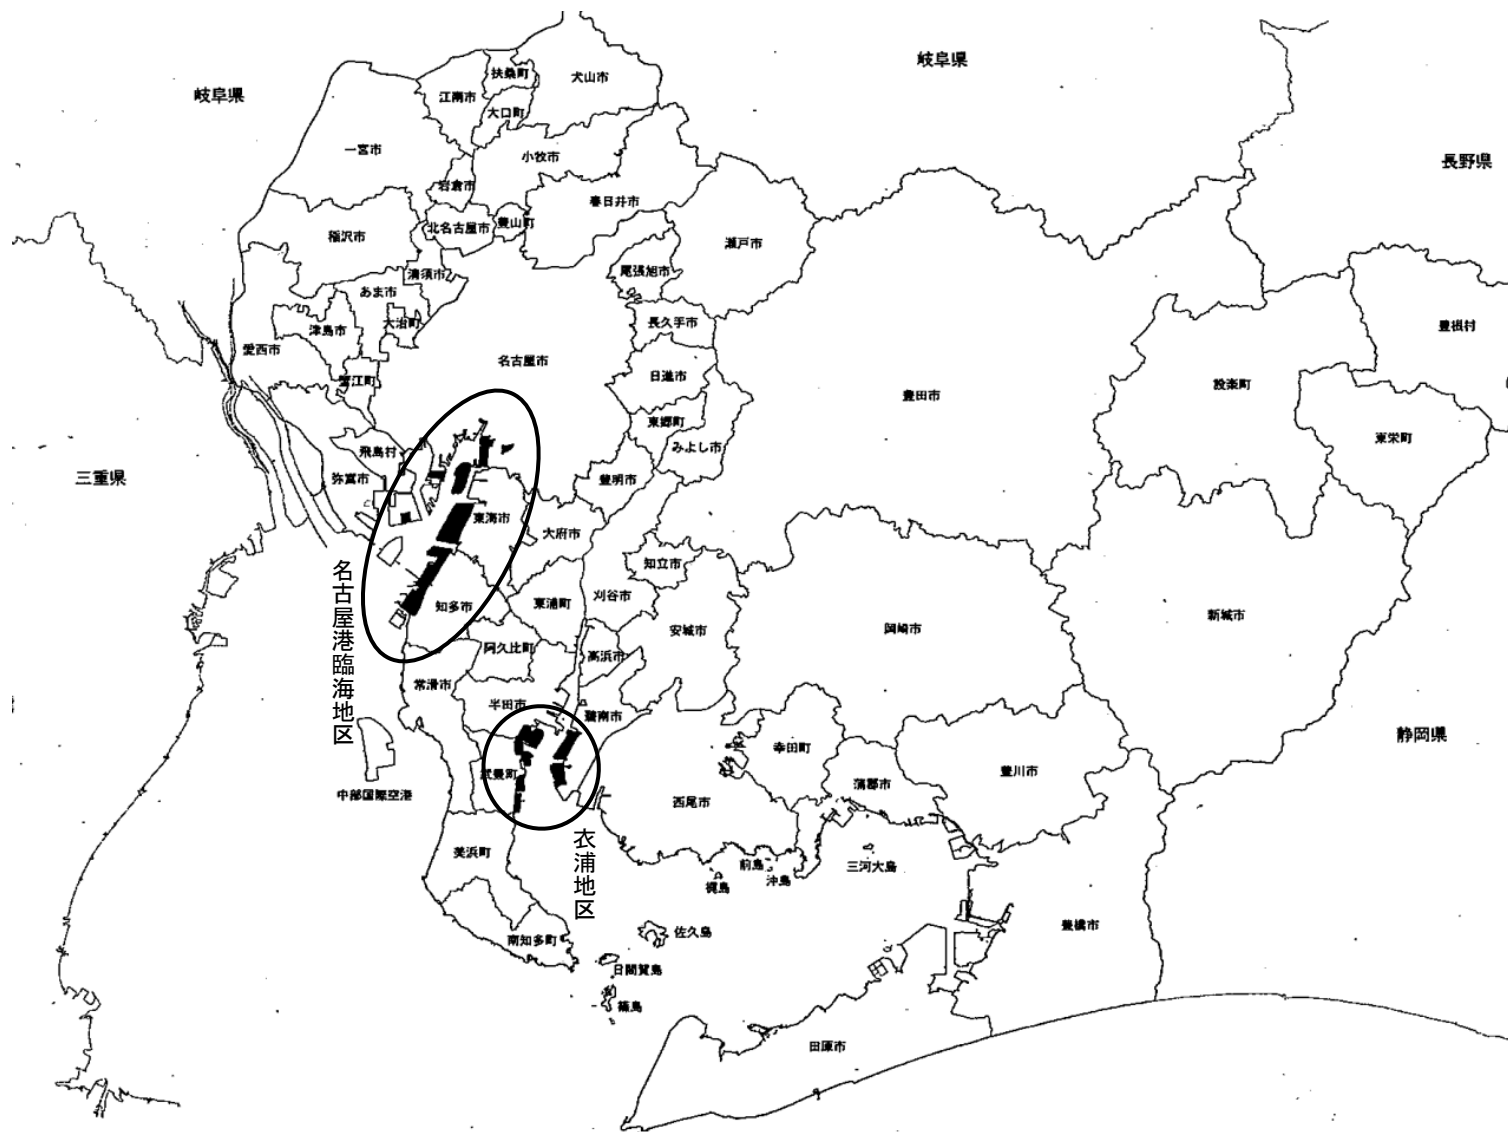 岐阜県
岐阜県
扶桑町
犬山市
江南市
大口町
一宮市
小牧市
長野県
岩倉市
春日井市
北名古屋市
豊山町
稲沢市
瀬戸市
清須市
尾張旭市
あま市
大治町
津島市
長久手市
豊根村
愛西市
名古屋市
蟹江町
日進市
設楽町
豊田市
東郷町
東栄町
みよし市
飛島村
三重県
弥富市
豊明市
東海市
大府市
知立市
名古屋港臨海地区
知多市
東浦町
刈谷市
新城市
安城市
岡崎市
阿久比町
高浜市
常滑市
半田市
碧南市
静岡県
幸田町
武豊町
豊川市
蒲郡市
中部国際空港
西尾市
衣浦地区
美浜町
前島
三河大島
沖島
梶島
豊橋市
佐久島
南知多町
日間賀島
篠島
田原市